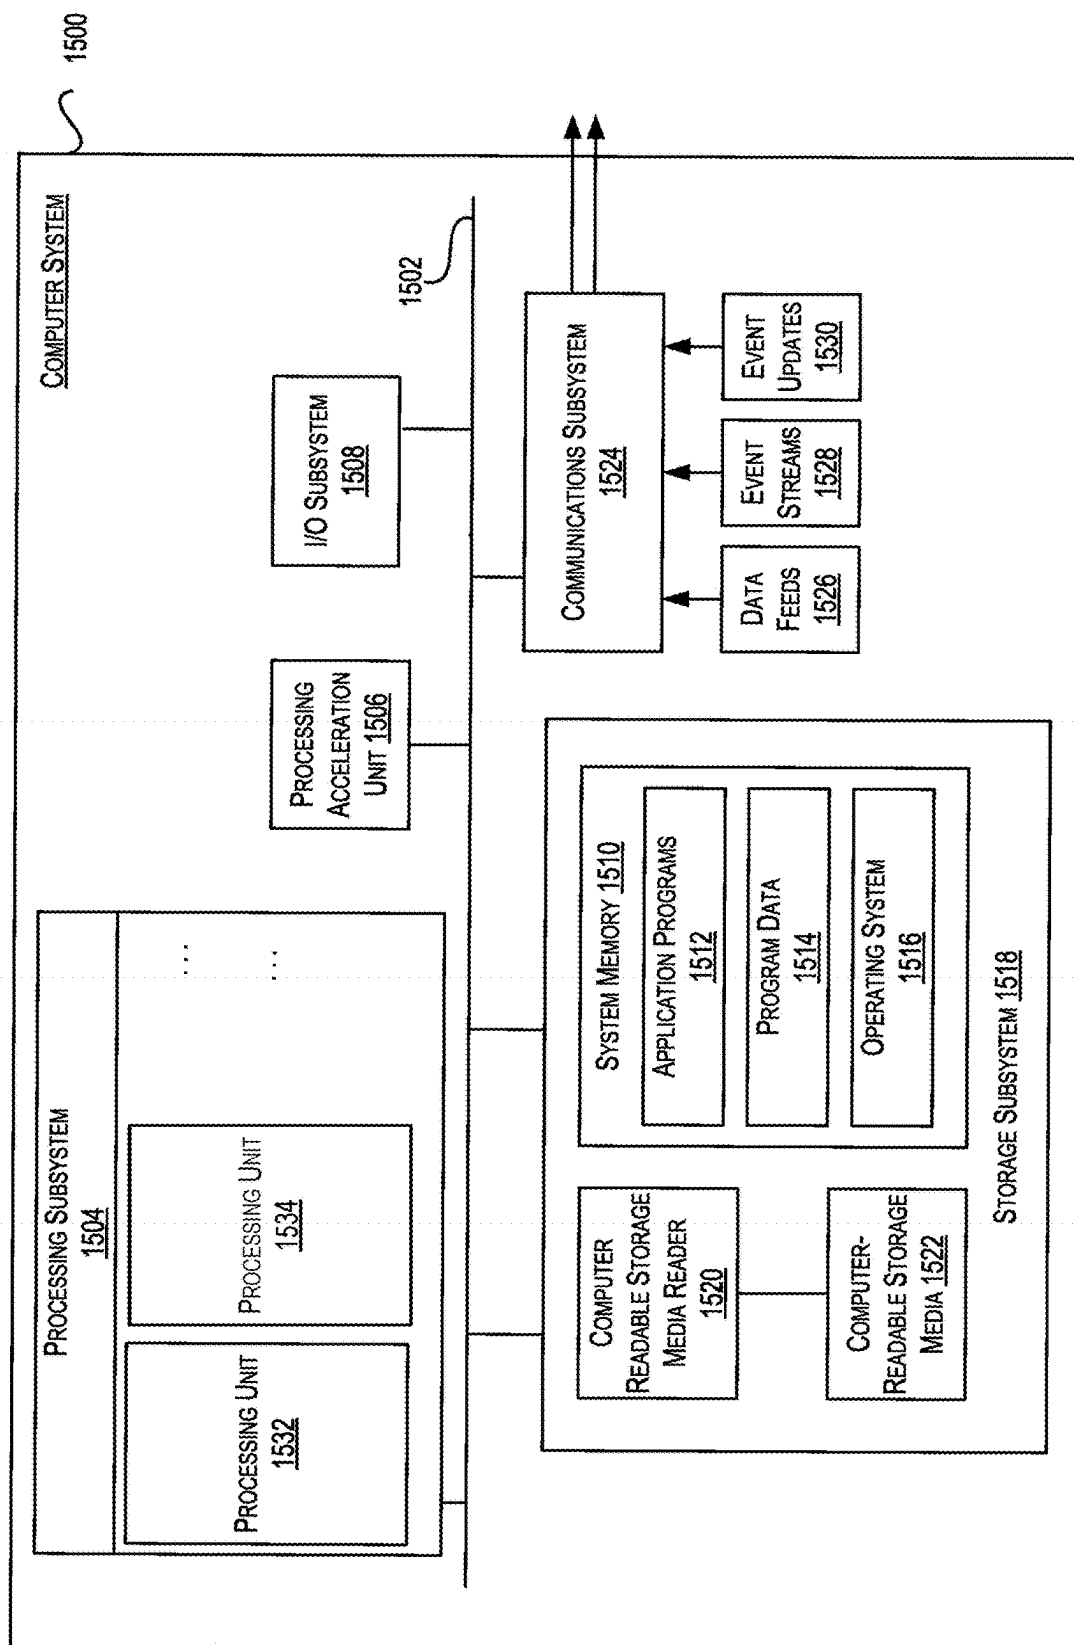 1500
COMPUTER SYSTEM
PROCESSING SUBSYSTEM
1504
PROCESSING UNIT
1532
PROCESSING UNIT
1534
...
...
PROCESSING
ACCELERATION
UNIT 1506
I/O SUBSYSTEM
1508
1502
COMPUTER
READABLE STORAGE
MEDIA READER
1520
COMPUTER-
READABLE STORAGE
MEDIA 1522
SYSTEM MEMORY 1510
APPLICATION PROGRAMS
1512
PROGRAM DATA
1514
OPERATING SYSTEM
1516
STORAGE SUBSYSTEM 1518
COMMUNICATIONS SUBSYSTEM
1524
DATA
FEEDS
1526
EVENT
STREAMS
1528
EVENT
UPDATES
1530